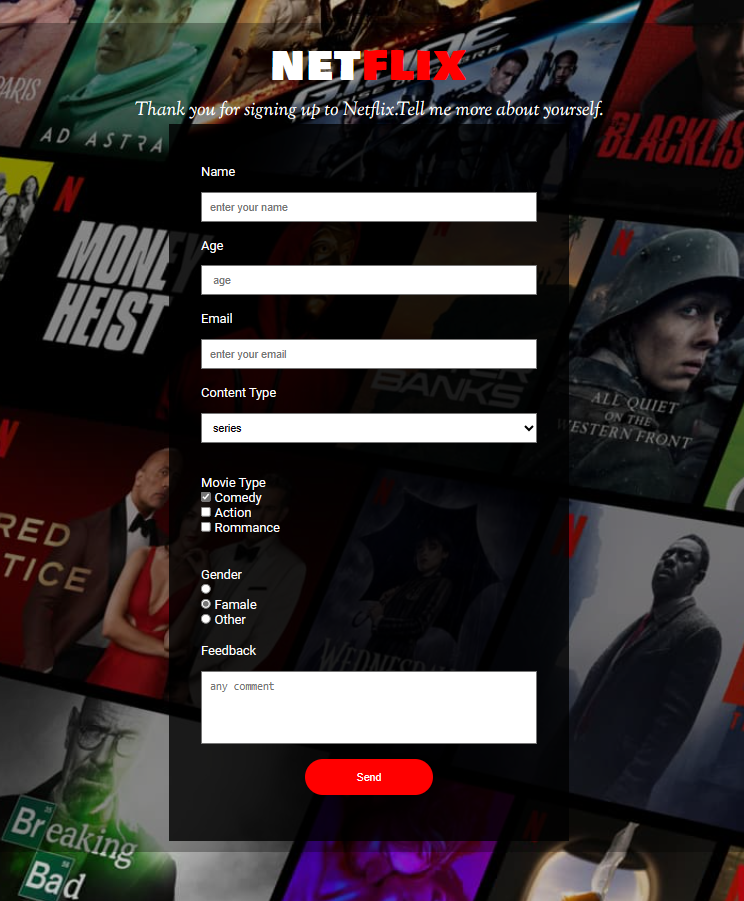 NETFLIX
Thank you for signing up to Netflix.Tell me more about yourself.
PARIS
AD ASTRA
BLACKLIS
N
MONEY
HEIST
N
Name
enter your name
Age
age
Email
enter your email
BANKS
Content Type
series
ALL QUIET
ON THE
WESTERN FRONT
Movie Type
Comedy
Action
Rommance
RED
TICE
Gender
Famale
Other
WEDNESDAY
Feedback
any comment
Send
Breaking
Bad